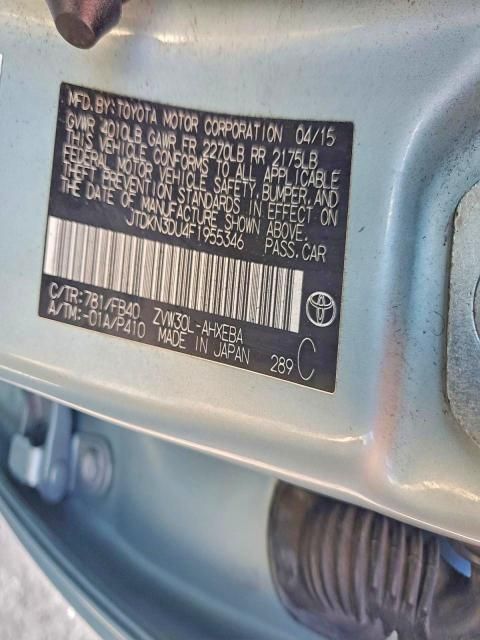 MFD. BY: TOYOTA MOTOR CORPORATION 04/15
GVWR 4010LB GAWR FR 2270LB RR 2175LB
THIS VEHICLE CONFORMS TO ALL APPLICABLE
FEDERAL MOTOR VEHICLE SAFETY, BUMPER, AND
THEFT PREVENTION STANDARDS IN EFFECT ON
THE DATE OF MANUFACTURE SHOWN ABOVE.
JTDKN3DU4F1955346 PASS.CAR
C/TR:781/FB40 ZVW30L-AHXEBA
A/TM:-01A/P410 MADE IN JAPAN 289 C